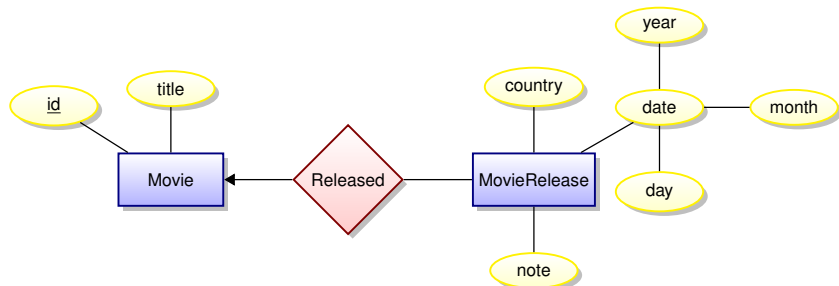 year
title
country
id
date
month
Movie
Released
MovieRelease
day
note